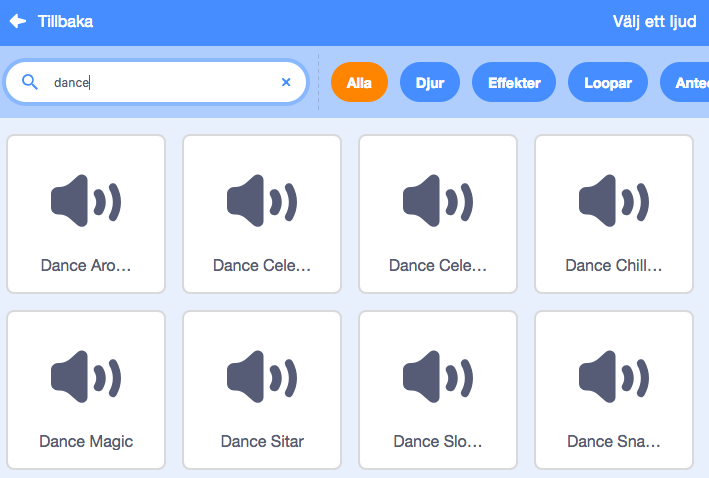 Tillbaka
Välj ett ljud
dance
Alla
Djur
Effekter
Loopar
Antec
Dance Aro...
Dance Cele...
Dance Cele...
Dance Chill...
Dance Magic
Dance Sitar
Dance Slo...
Dance Sna...